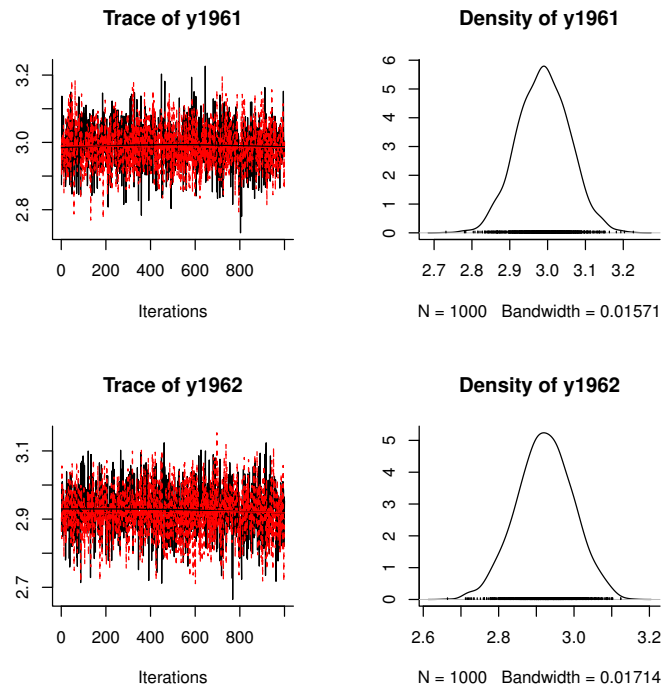 Trace of y1961
2.8 3.0 3.2
0 200 400 600 800
Iterations
Density of y1961
0 1 2 3 4 5 6
2.7 2.8 2.9 3.0 3.1 3.2
N = 1000 Bandwidth = 0.01571
Trace of y1962
2.7 2.9 3.1
0 200 400 600 800
Iterations
Density of y1962
0 1 2 3 4 5
2.6 2.8 3.0 3.2
N = 1000 Bandwidth = 0.01714